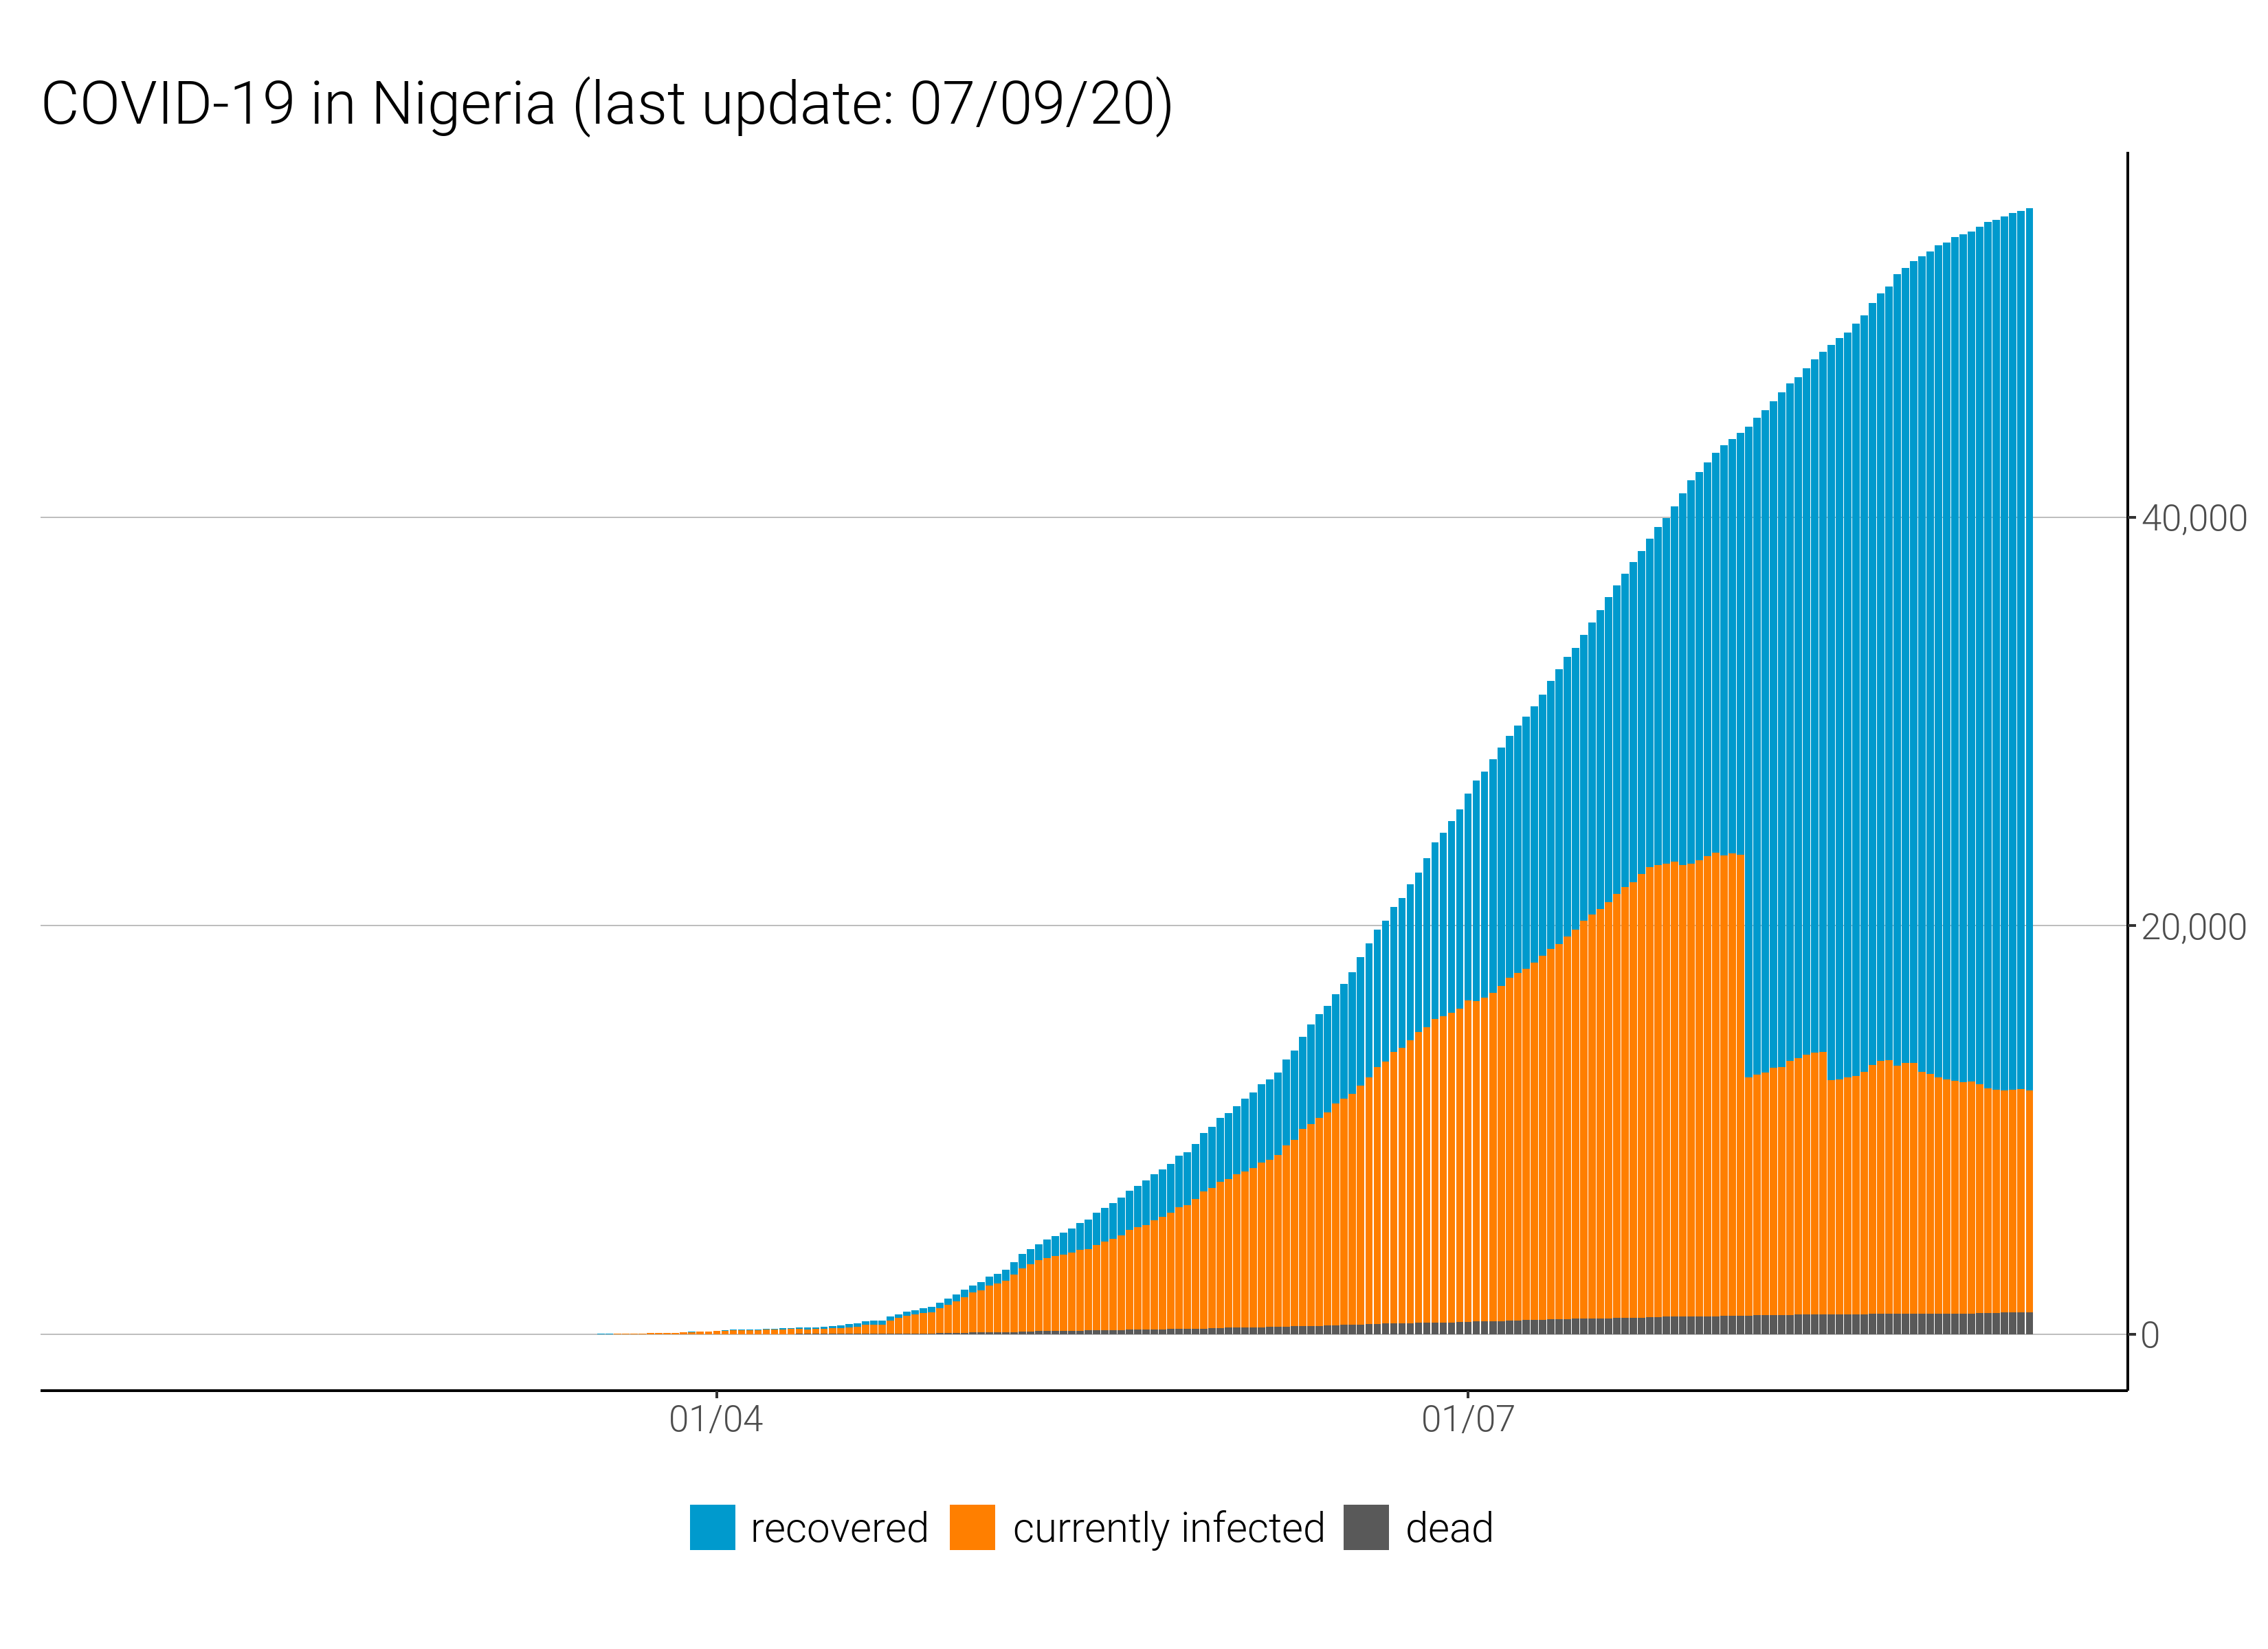 COVID-19 in Nigeria (last update: 07/09/20)
40,000
20,000
0
01/04 01/07
recovered currently infected dead